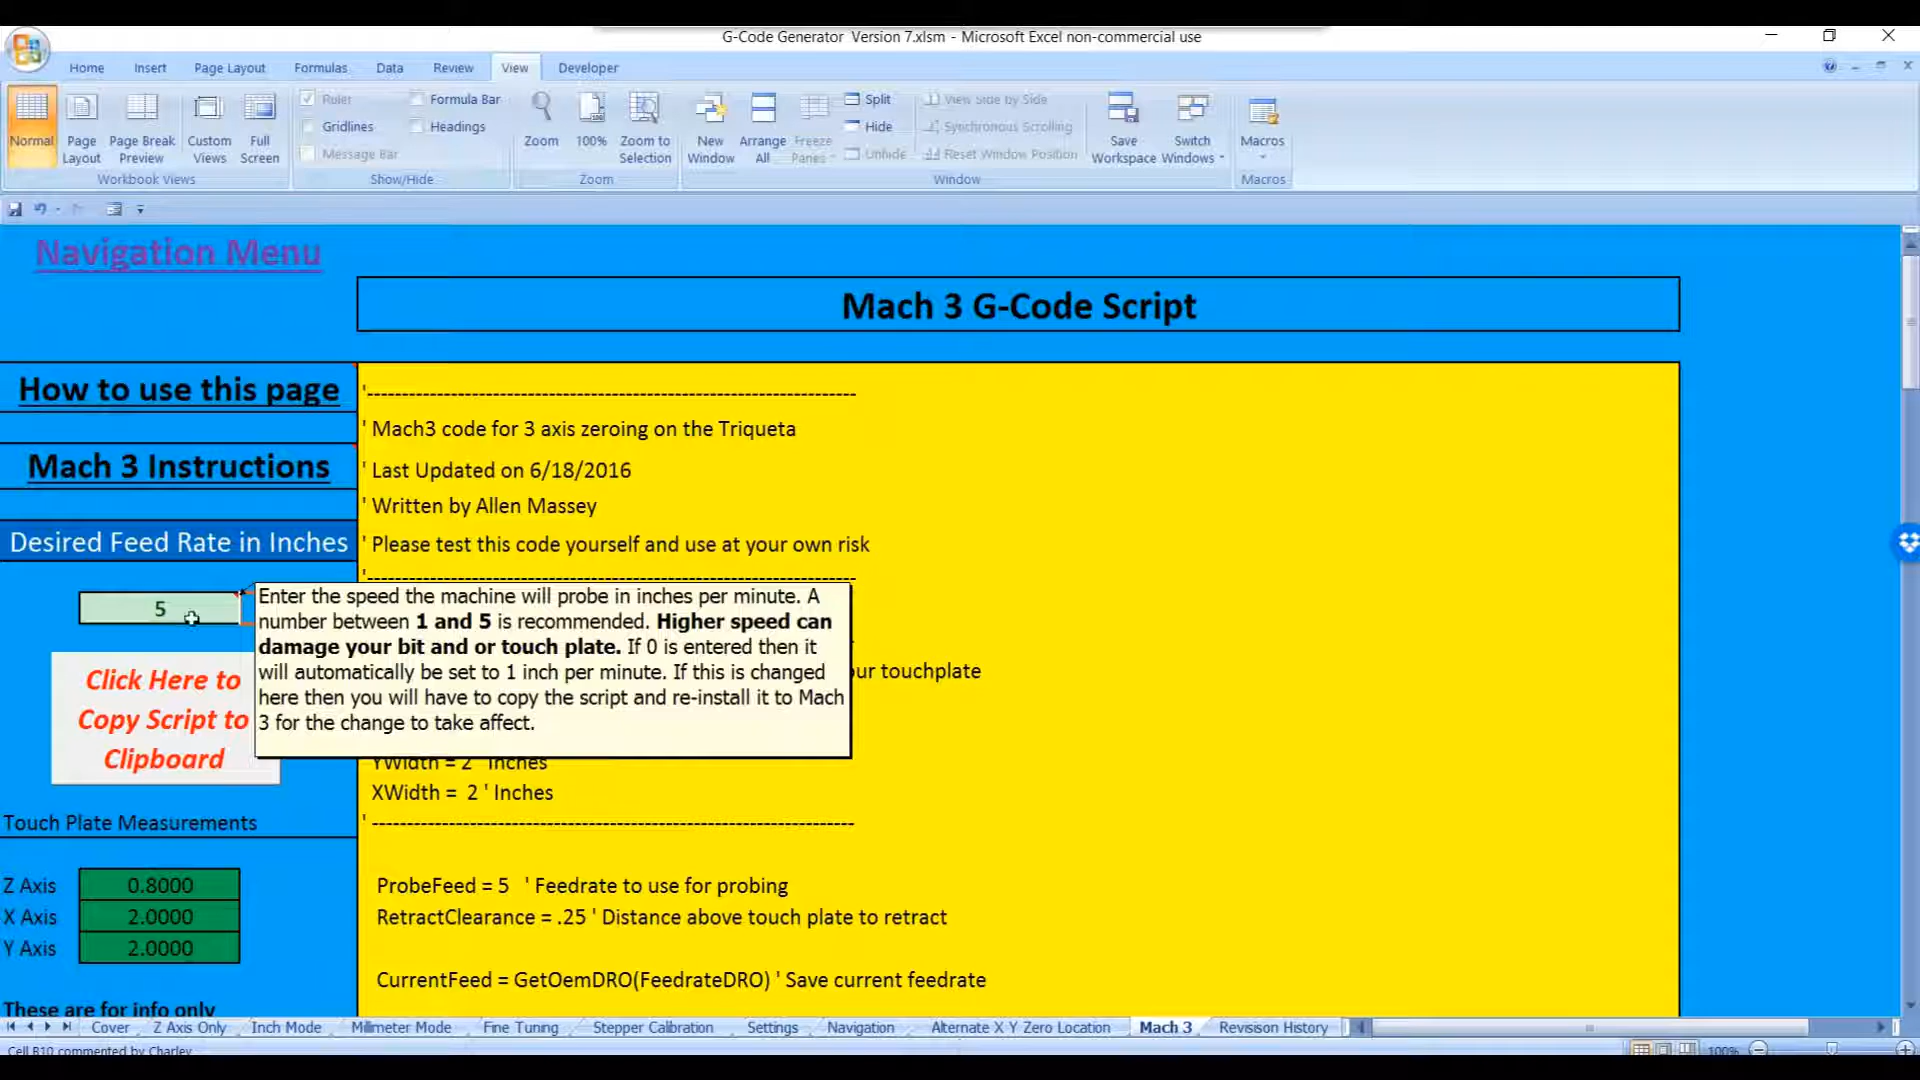 G-Code Generator Version 7.xlsm - Microsoft Excel non-commercial use
Home Insert Page Layout Formulas Data Review View Developer
Normal
Page Layout
Page Break Preview
Custom Views
Full Screen
Workbook Views
Ruler
Formula Bar
Gridlines
Headings
Message Bar
Show/Hide
Zoom
100%
Zoom to Selection
Zoom
New Window
Arrange All
Freeze Panes
Split
Hide
Unhide
View Side by Side
Synchronous Scrolling
Reset Window Position
Window
Save Workspace
Switch Windows
Macros
Macros
Navigation Menu
Mach 3 G-Code Script
How to use this page
Mach 3 Instructions
Desired Feed Rate in Inches
5
Click Here to
Copy Script to
Clipboard
Touch Plate Measurements
Z Axis 0.8000
X Axis 2.0000
Y Axis 2.0000
These are for info only
'----------------------------------------------------------------------
' Mach3 code for 3 axis zeroing on the Triqueta
' Last Updated on 6/18/2016
' Written by Allen Massey
' Please test this code yourself and use at your own risk
'----------------------------------------------------------------------
Enter the speed the machine will probe in inches per minute. A
number between 1 and 5 is recommended. Higher speed can
damage your bit and or touch plate. If 0 is entered then it
will automatically be set to 1 inch per minute. If this is changed
here then you will have to copy the script and re-install it to Mach
3 for the change to take affect.
ur touchplate
YWidth = 2 ' Inches
XWidth = 2 ' Inches
' ---------------------------------------------------------------------
ProbeFeed = 5 ' Feedrate to use for probing
RetractClearance = .25 ' Distance above touch plate to retract
CurrentFeed = GetOemDRO(FeedrateDRO) ' Save current feedrate
Cover Z Axis Only Inch Mode Millimeter Mode Fine Tuning Stepper Calibration Settings Navigation Alternate X Y Zero Location Mach 3 Revisison History
Cell B10 commented by Charley
100%